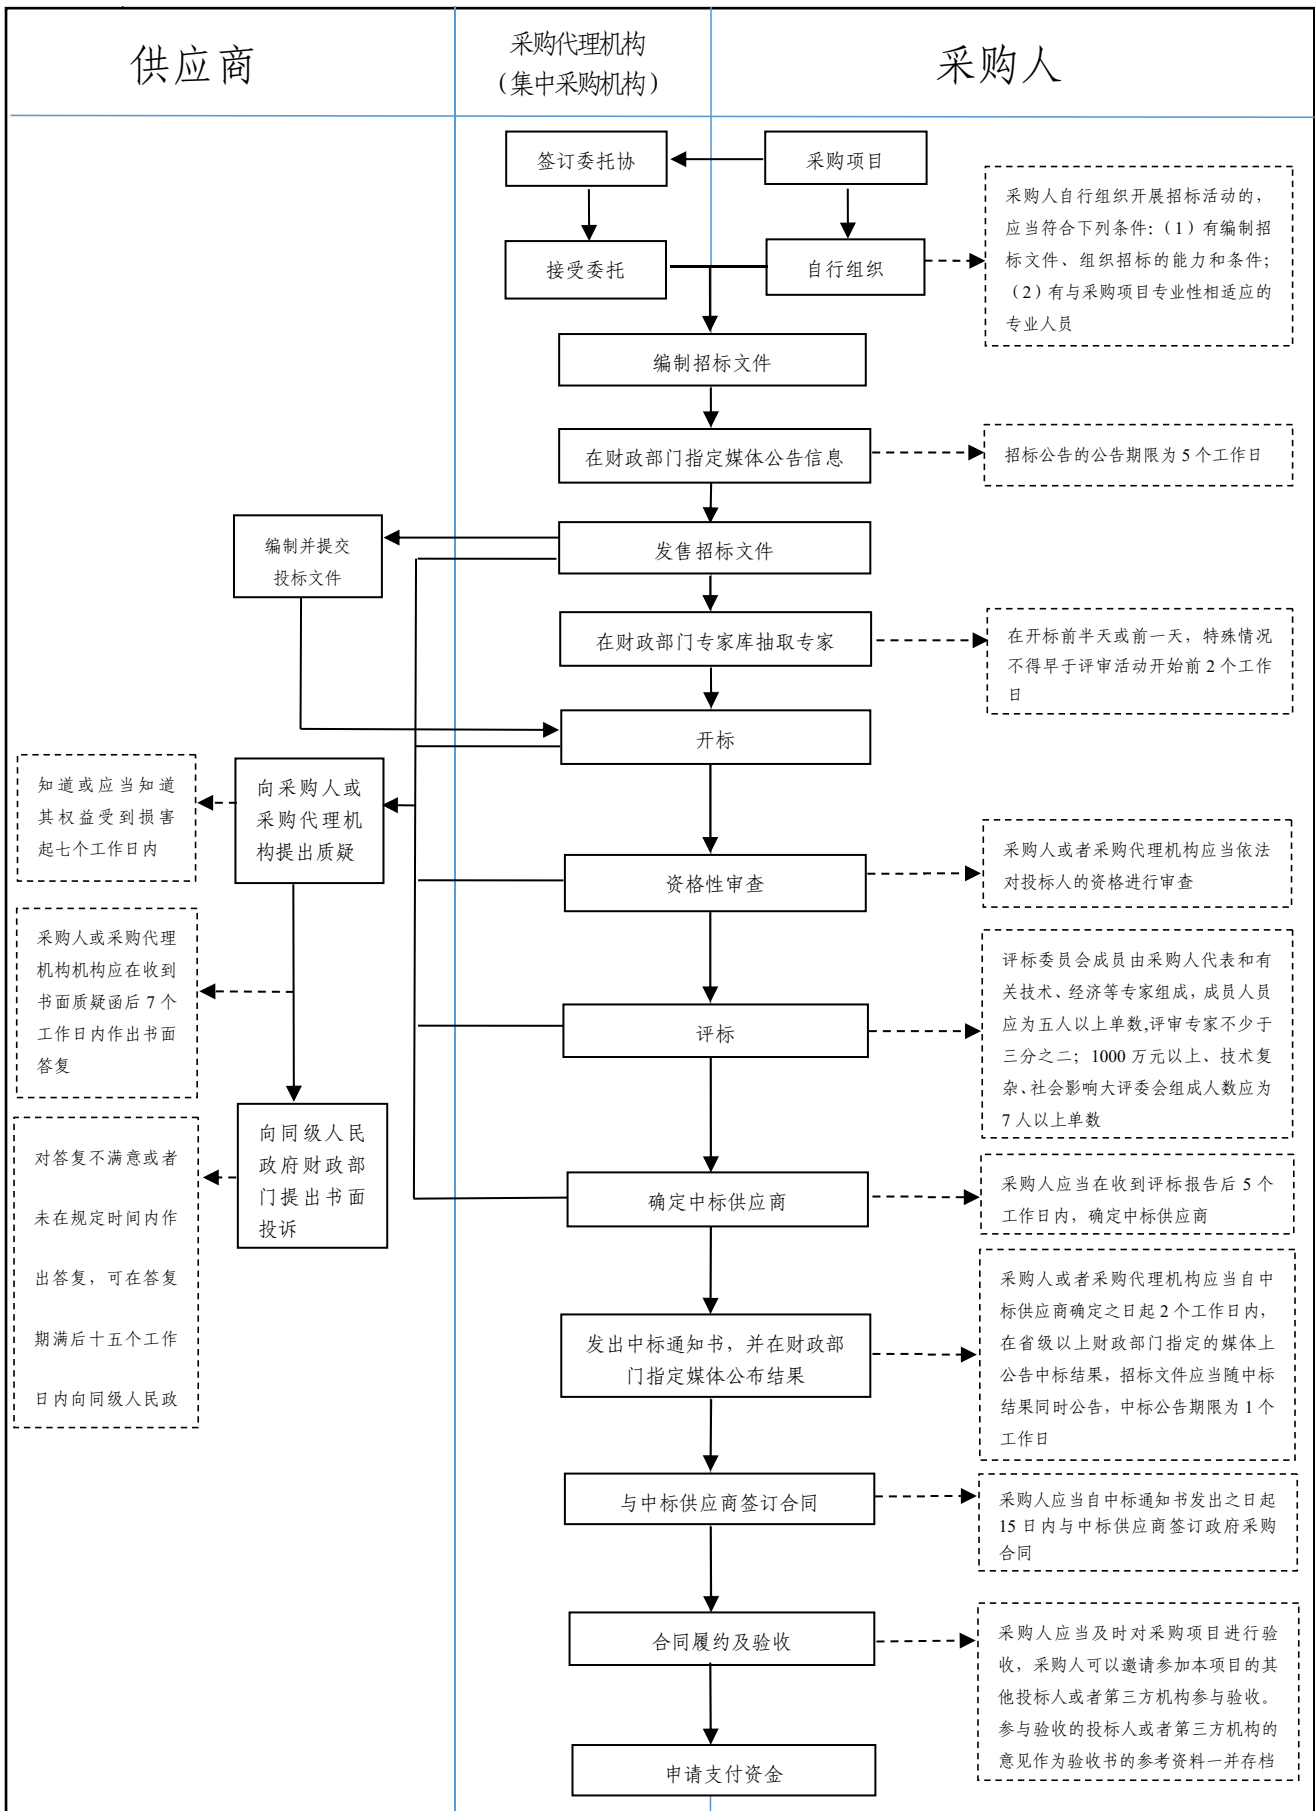 供应商
采购代理机构
(集中采购机构)
采购人
签订委托协
采购项目
接受委托
自行组织
采购人自行组织开展招标活动的，
应当符合下列条件：（1）有编制招
标文件、组织招标的能力和条件；
（2）有与采购项目专业性相适应的
专业人员
编制招标文件
在财政部门指定媒体公告信息
招标公告的公告期限为 5 个工作日
发售招标文件
编制并提交
投标文件
在财政部门专家库抽取专家
在开标前半天或前一天，特殊情况
不得早于评审活动开始前 2 个工作
日
开标
知道或应当知道
其权益受到损害
起七个工作日内
向采购人或
采购代理机
构提出质疑
资格性审查
采购人或者采购代理机构应当依法
对投标人的资格进行审查
采购人或采购代理
机构机构应在收到
书面质疑函后 7 个
工作日内作出书面
答复
评标
评标委员会成员由采购人代表和有
关技术、经济等专家组成，成员人员
应为五人以上单数,评审专家不少于
三分之二；1000 万元以上、技术复
杂、社会影响大评委会组成人数应为
7 人以上单数
向同级人民
政府财政部
门提出书面
投诉
对答复不满意或者
未在规定时间内作
出答复，可在答复
期满后十五个工作
日内向同级人民政
确定中标供应商
采购人应当在收到评标报告后 5 个
工作日内，确定中标供应商
发出中标通知书，并在财政部
门指定媒体公布结果
采购人或者采购代理机构应当自中
标供应商确定之日起 2 个工作日内，
在省级以上财政部门指定的媒体上
公告中标结果，招标文件应当随中标
结果同时公告，中标公告期限为 1 个
工作日
与中标供应商签订合同
采购人应当自中标通知书发出之日起
15 日内与中标供应商签订政府采购
合同
合同履约及验收
采购人应当及时对采购项目进行验
收，采购人可以邀请参加本项目的其
他投标人或者第三方机构参与验收。
参与验收的投标人或者第三方机构的
意见作为验收书的参考资料一并存档
申请支付资金